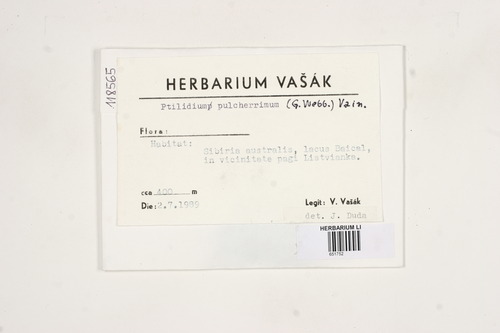 118565
HERBARIUM VAŠÁK
Ptilidium pulcherrimum (G. Web.) Vain.
Flora:
Habitat: Sibiria australis, lacus Baical,
in vicinitate pagi Listvianka.
cca 400 m
Die: 2.7.1989
Legit: V. Vašák
det. J. Duda
HERBARIUM LI
651752